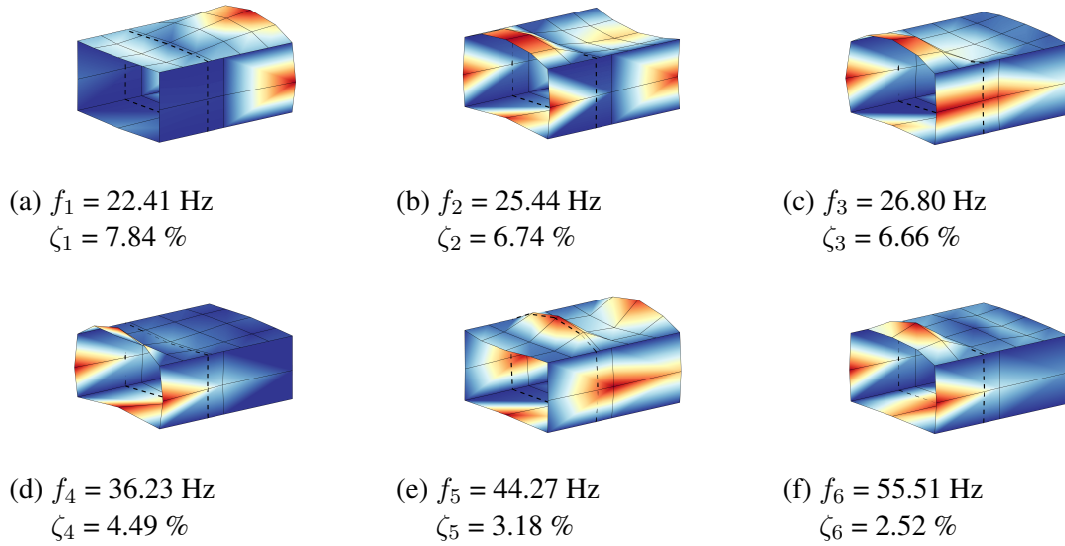 (a) f₁ = 22.41 Hz
ζ₁ = 7.84 %
(b) f₂ = 25.44 Hz
ζ₂ = 6.74 %
(c) f₃ = 26.80 Hz
ζ₃ = 6.66 %
(d) f₄ = 36.23 Hz
ζ₄ = 4.49 %
(e) f₅ = 44.27 Hz
ζ₅ = 3.18 %
(f) f₆ = 55.51 Hz
ζ₆ = 2.52 %